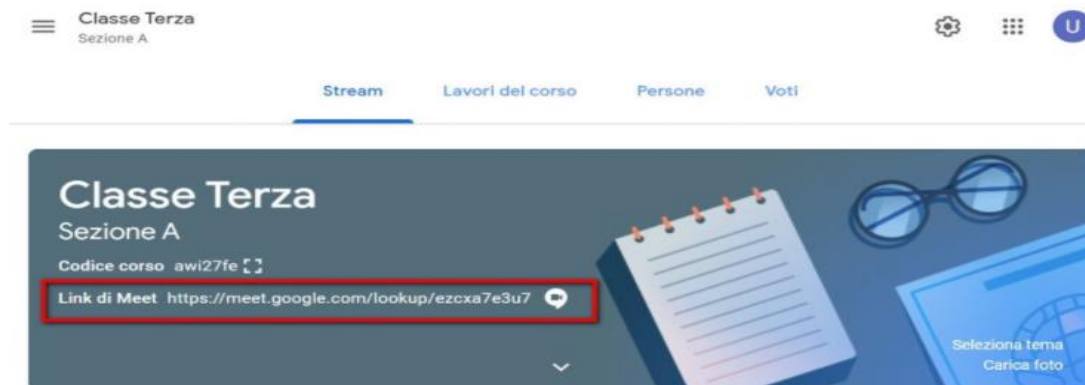 Classe Terza
Sezione A
U
Stream Lavori del corso Persone Voti
Classe Terza
Sezione A
Codice corso awi27fe
Link di Meet https://meet.google.com/lookup/ezcxa7e3u7
Seleziona tema
Carica foto